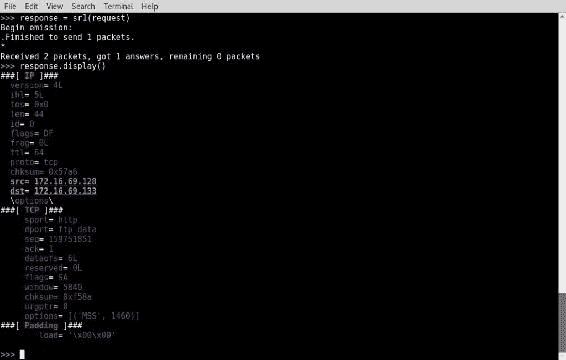 File Edit View Search Terminal Help
>>> response = sr1(request)
Begin emission:
.Finished to send 1 packets.
*
Received 2 packets, got 1 answers, remaining 0 packets
>>> response.display()
###[ IP ]###
version= 4L
ihl= 5L
tos= 0x0
len= 44
id= 0
flags= DF
frag= 0L
ttl= 64
proto= tcp
chksum= 0x57a6
src= 172.16.69.128
dst= 172.16.69.133
\options\
###[ TCP ]###
sport= http
dport= ftp_data
seq= 159751851
ack= 1
dataofs= 6L
reserved= 0L
flags= SA
window= 5840
chksum= 0xf58a
urgptr= 0
options= [('MSS', 1460)]
###[ Padding ]###
load= '\x00\x00'
>>>